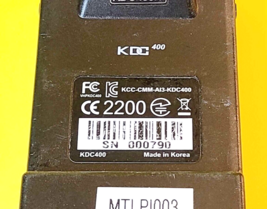 KDC 400
FC KCC-CMM-AI3-KDC400
CE 2200
SN 000790
KDC400 Made in Korea
MTLPI003